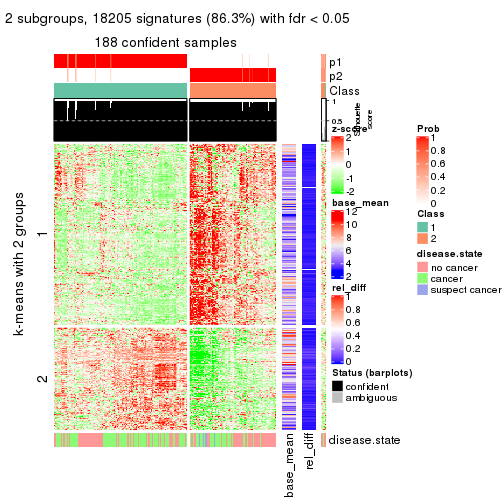 2 subgroups, 18205 signatures (86.3%) with fdr < 0.05
188 confident samples
p1
p2
Class
1
0.5
0
Silhouette
score
k-means with 2 groups
1
2
z-score
2
1
0
-1
-2
base_mean
12
10
8
6
4
2
rel_diff
1
0.8
0.6
0.4
0.2
0
Status (barplots)
confident
ambiguous
Prob
1
0.8
0.6
0.4
0.2
0
Class
1
2
disease.state
no cancer
cancer
suspect cancer
disease.state
base_mean
rel_diff